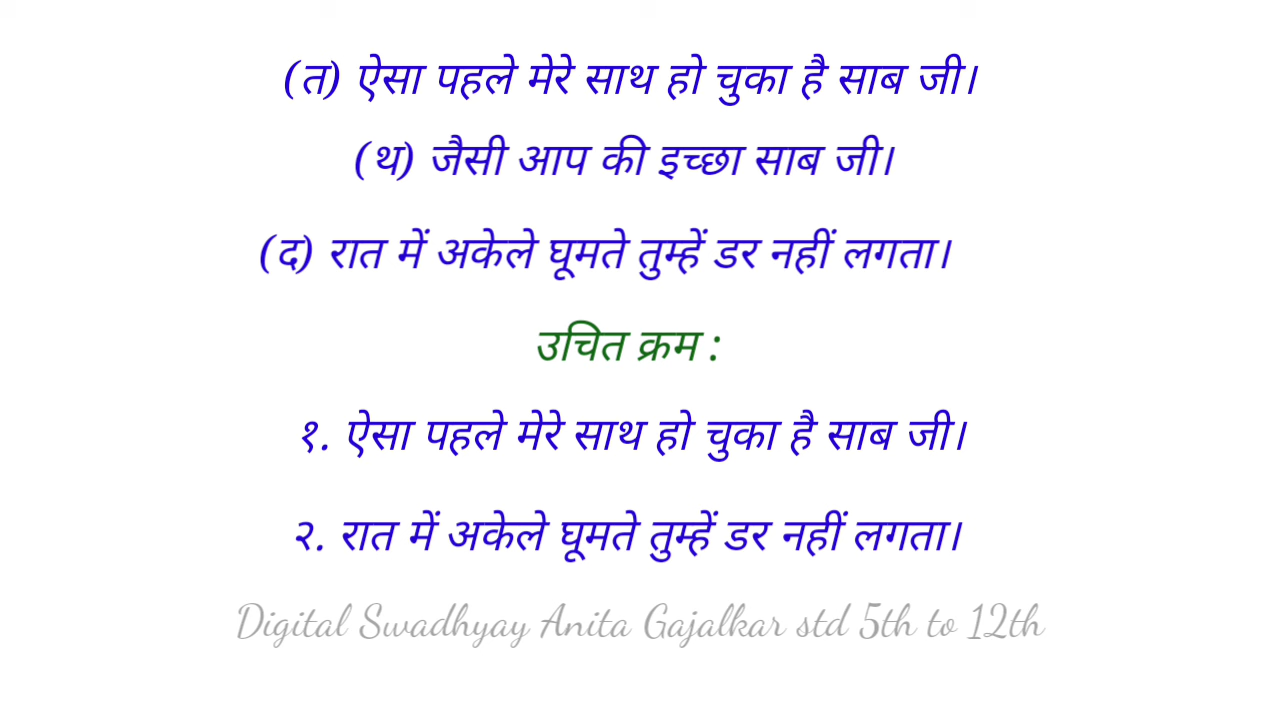 (त) ऐसा पहले मेरे साथ हो चुका है साब जी।
(थ) जैसी आप की इच्छा साब जी।
(द) रात में अकेले घूमते तुम्हें डर नहीं लगता।
उचित क्रम :
१. ऐसा पहले मेरे साथ हो चुका है साब जी।
२. रात में अकेले घूमते तुम्हें डर नहीं लगता।
Digital Swadhyay Anita Gajalkar std 5th to 12th